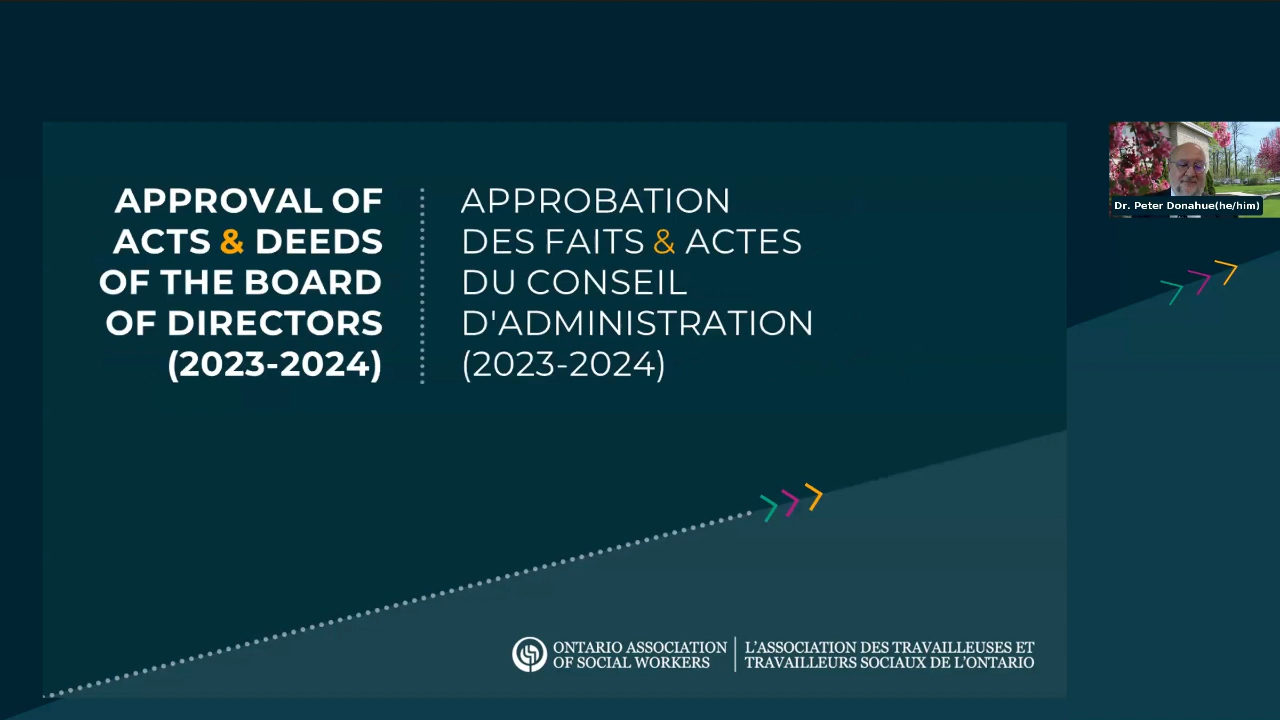 APPROVAL OF
ACTS & DEEDS
OF THE BOARD
OF DIRECTORS
(2023-2024)
APPROBATION
DES FAITS & ACTES
DU CONSEIL
D'ADMINISTRATION
(2023-2024)
Dr. Peter Donahue(he/him)
ONTARIO ASSOCIATION
OF SOCIAL WORKERS
L'ASSOCIATION DES TRAVAILLEUSES ET
TRAVAILLEURS SOCIAUX DE L'ONTARIO